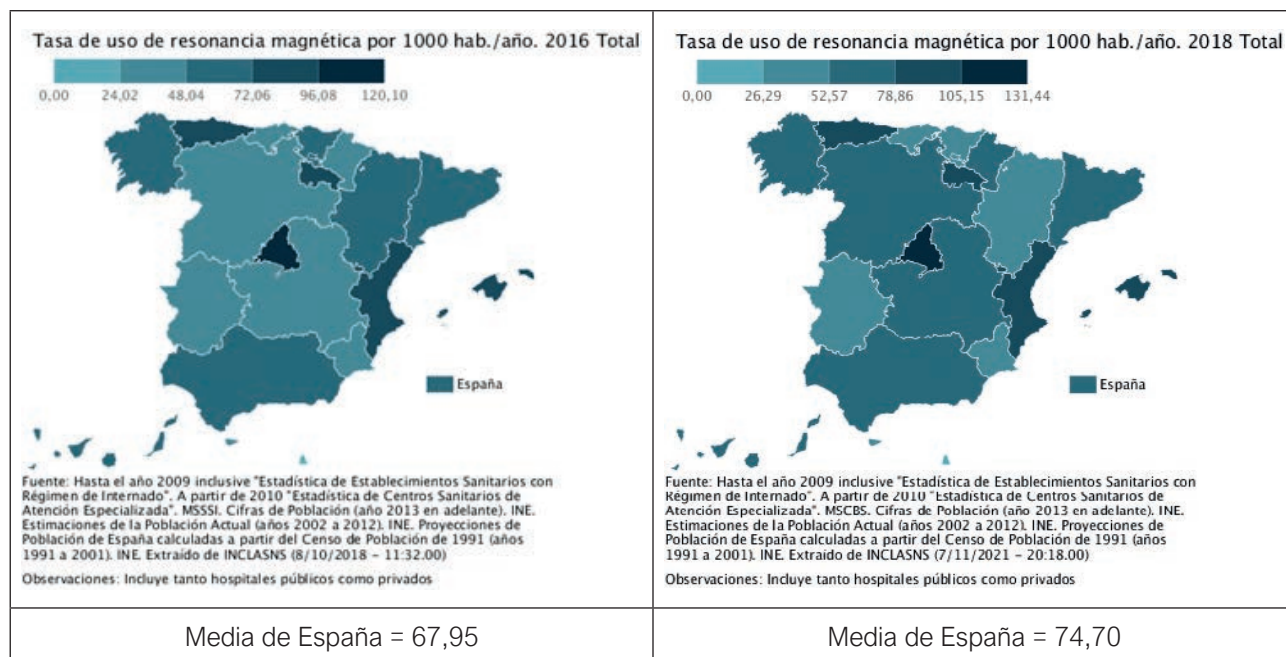 Tasa de uso de resonancia magnética por 1000 hab./año. 2016 Total
0,00 24,02 48,04 72,06 96,08 120,10
España
Fuente: Hasta el año 2009 inclusive "Estadística de Establecimientos Sanitarios con
Régimen de Internado". A partir de 2010 "Estadística de Centros Sanitarios de
Atención Especializada". MSSSI. Cifras de Población (año 2013 en adelante). INE.
Estimaciones de la Población Actual (años 2002 a 2012). INE. Proyecciones de
Población de España calculadas a partir del Censo de Población de 1991 (años
1991 a 2001). INE. Extraído de INCLASNS (8/10/2018 - 11:32.00)
Observaciones: Incluye tanto hospitales públicos como privados
Media de España = 67,95
Tasa de uso de resonancia magnética por 1000 hab./año. 2018 Total
0,00 26,29 52,57 78,86 105,15 131,44
España
Fuente: Hasta el año 2009 inclusive "Estadística de Establecimientos Sanitarios con
Régimen de Internado". A partir de 2010 "Estadística de Centros Sanitarios de
Atención Especializada". MSCBS. Cifras de Población (año 2013 en adelante). INE.
Estimaciones de la Población Actual (años 2002 a 2012). INE. Proyecciones de
Población de España calculadas a partir del Censo de Población de 1991 (años
1991 a 2001). INE. Extraído de INCLASNS (7/11/2021 - 20:18.00)
Observaciones: Incluye tanto hospitales públicos como privados
Media de España = 74,70